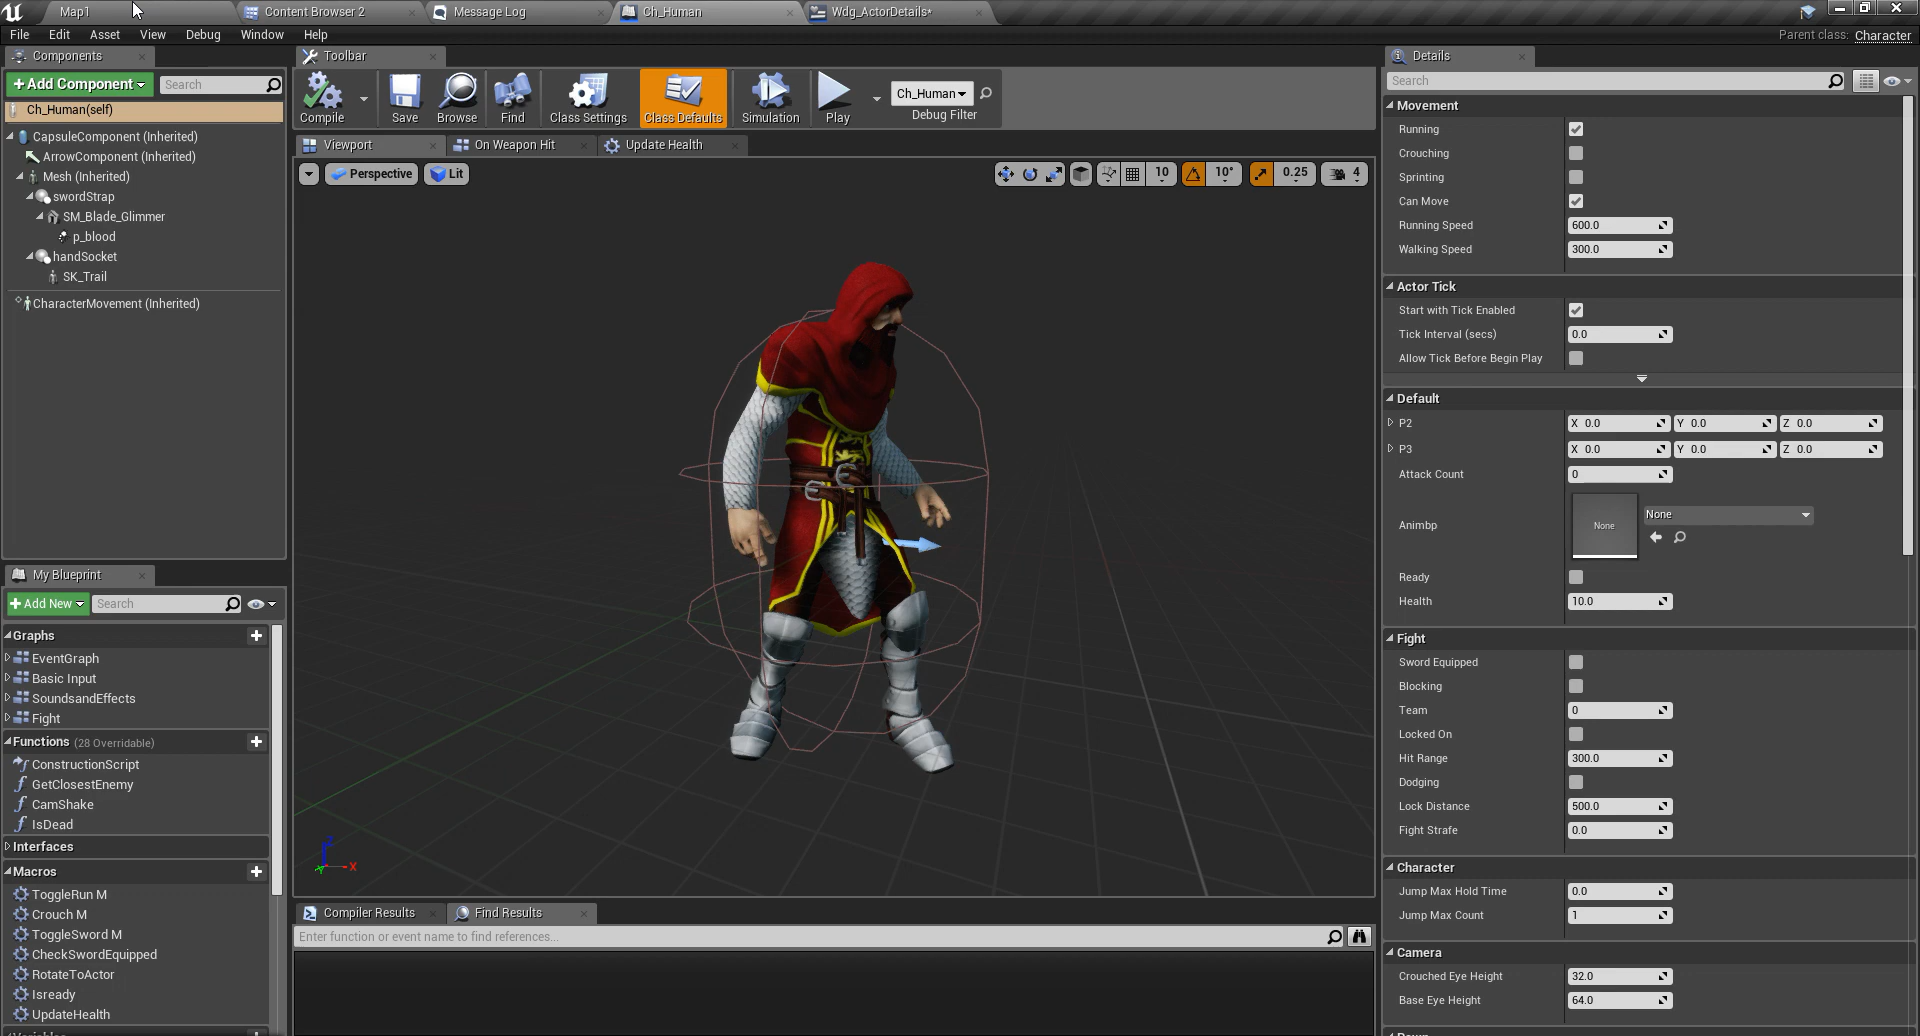 Map1
Content Browser 2
Message Log
Ch_Human
Wdg_ActorDetails*
File Edit Asset View Debug Window Help
Parent class: Character
Components
+Add Component
Search
Ch_Human(self)
CapsuleComponent (Inherited)
ArrowComponent (Inherited)
Mesh (Inherited)
swordStrap
SM_Blade_Glimmer
p_blood
handSocket
SK_Trail
CharacterMovement (Inherited)
My Blueprint
+Add New
Search
Graphs
EventGraph
Basic Input
SoundsandEffects
Fight
Functions (28 Overridable)
ConstructionScript
GetClosestEnemy
CamShake
IsDead
Interfaces
Macros
ToggleRun M
Crouch M
ToggleSword M
CheckSwordEquipped
RotateToActor
Isready
UpdateHealth
Variables
Toolbar
Compile
Save
Browse
Find
Class Settings
Class Defaults
Simulation
Play
Ch_Human
Debug Filter
Viewport
On Weapon Hit
Update Health
Perspective
Lit
10
10°
0.25
4
Z
X
Y
Compiler Results
Find Results
Enter function or event name to find references...
Details
Search
Movement
Running
Crouching
Sprinting
Can Move
Running Speed 600.0
Walking Speed 300.0
Actor Tick
Start with Tick Enabled
Tick Interval (secs) 0.0
Allow Tick Before Begin Play
Default
P2 X 0.0 Y 0.0 Z 0.0
P3 X 0.0 Y 0.0 Z 0.0
Attack Count 0
Animbp None None
Ready
Health 10.0
Fight
Sword Equipped
Blocking
Team 0
Locked On
Hit Range 300.0
Dodging
Lock Distance 500.0
Fight Strafe 0.0
Character
Jump Max Hold Time 0.0
Jump Max Count 1
Camera
Crouched Eye Height 32.0
Base Eye Height 64.0